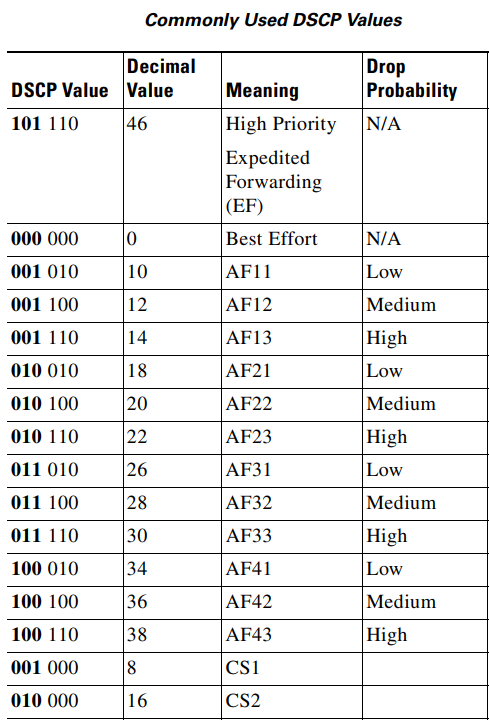 Commonly Used DSCP Values
DSCP Value Decimal Value Meaning Drop Probability
101 110 46 High Priority N/A
Expedited
Forwarding
(EF)
000 000 0 Best Effort N/A
001 010 10 AF11 Low
001 100 12 AF12 Medium
001 110 14 AF13 High
010 010 18 AF21 Low
010 100 20 AF22 Medium
010 110 22 AF23 High
011 010 26 AF31 Low
011 100 28 AF32 Medium
011 110 30 AF33 High
100 010 34 AF41 Low
100 100 36 AF42 Medium
100 110 38 AF43 High
001 000 8 CS1
010 000 16 CS2